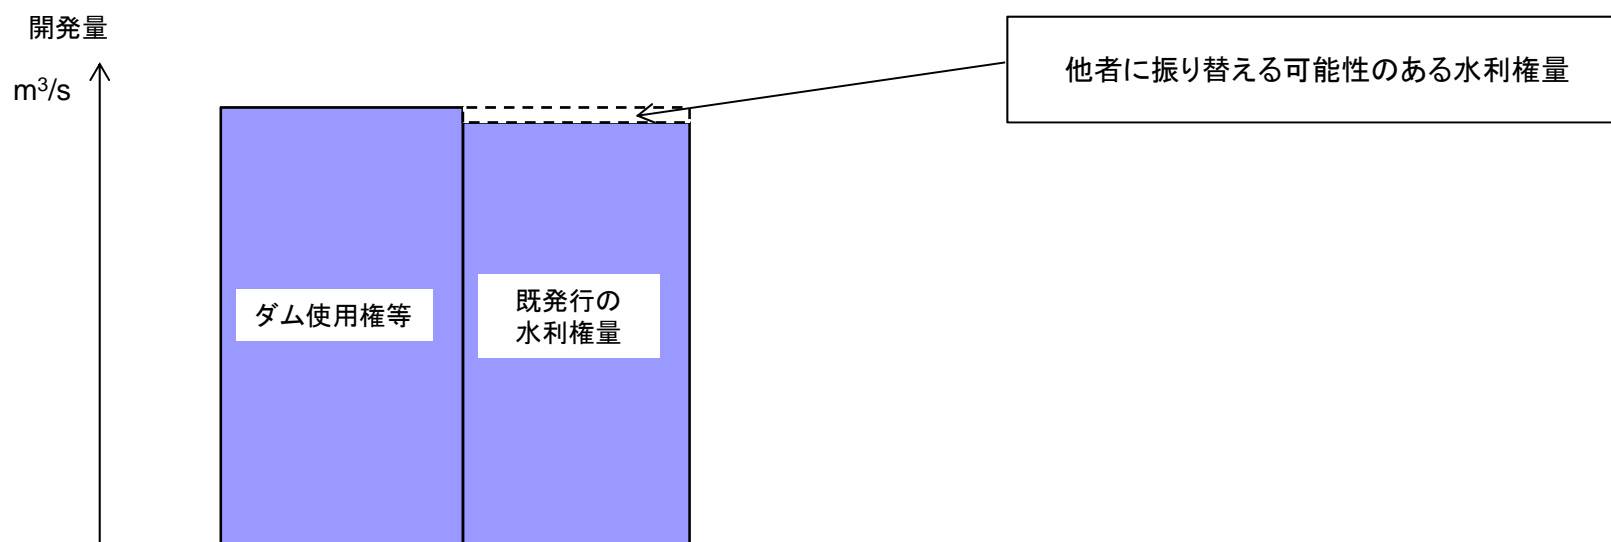 開発量
m³/s
他者に振り替える可能性のある水利権量
ダム使用権等
既発行の
水利権量